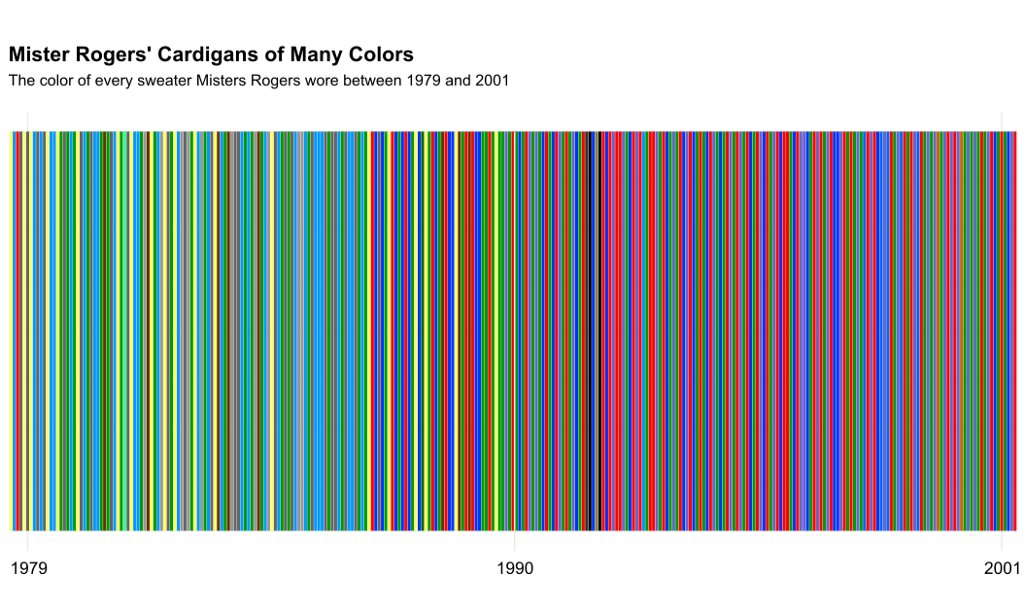 Mister Rogers' Cardigans of Many Colors
The color of every sweater Misters Rogers wore between 1979 and 2001
1979 1990 2001